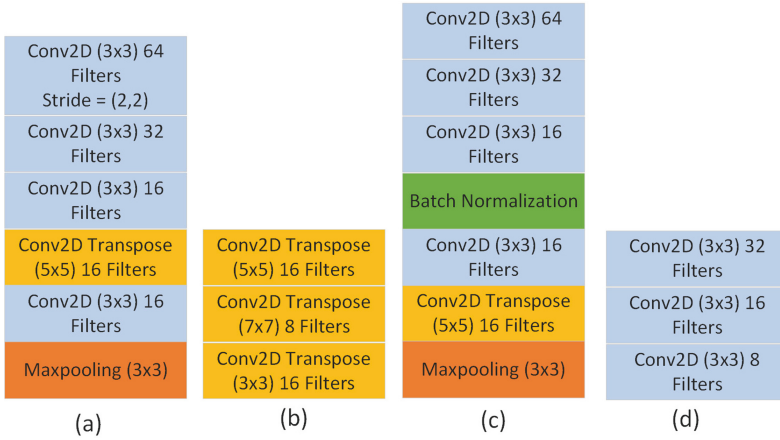 Conv2D (3x3) 64
Filters
Stride = (2,2)
Conv2D (3x3) 32
Filters
Conv2D (3x3) 16
Filters
Conv2D Transpose
(5x5) 16 Filters
Conv2D (3x3) 16
Filters
Maxpooling (3x3)
(a)
Conv2D Transpose
(5x5) 16 Filters
Conv2D Transpose
(7x7) 8 Filters
Conv2D Transpose
(3x3) 16 Filters
(b)
Conv2D (3x3) 64
Filters
Conv2D (3x3) 32
Filters
Conv2D (3x3) 16
Filters
Batch Normalization
Conv2D (3x3) 16
Filters
Conv2D Transpose
(5x5) 16 Filters
Maxpooling (3x3)
(c)
Conv2D (3x3) 32
Filters
Conv2D (3x3) 16
Filters
Conv2D (3x3) 8
Filters
(d)